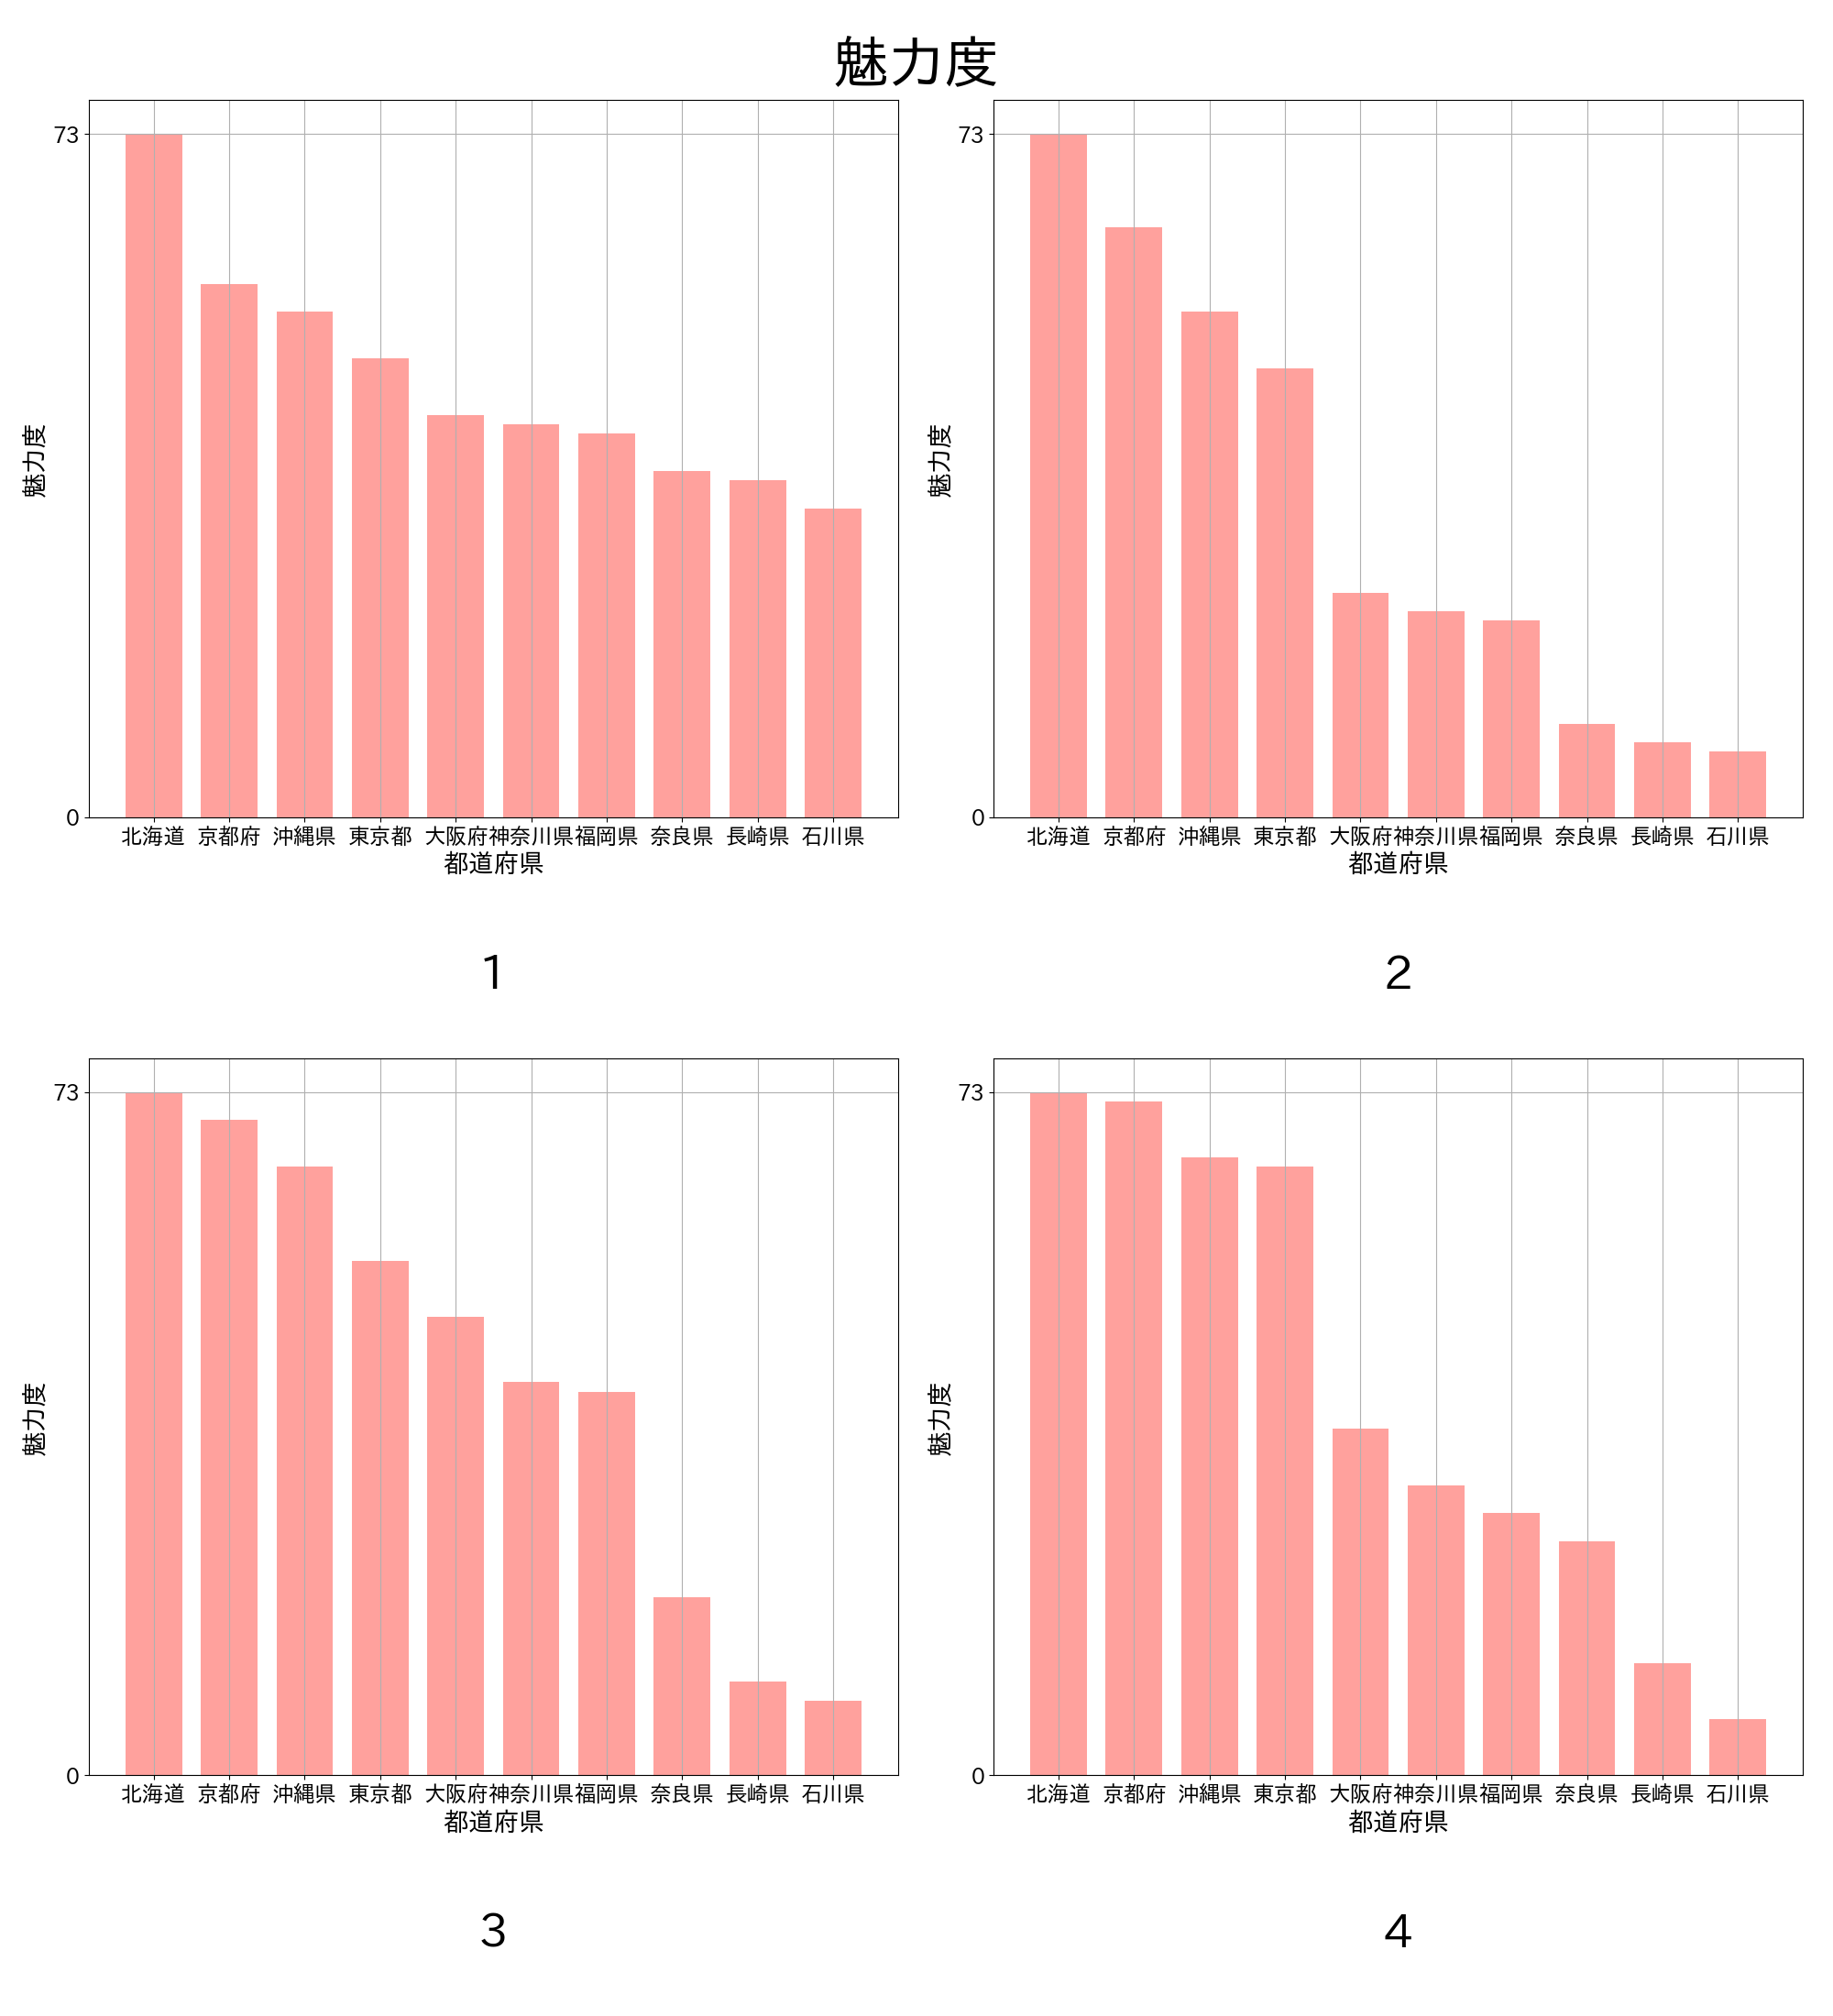 魅力度
73
0
魅力度
北海道 京都府 沖縄県 東京都 大阪府 神奈川県 福岡県 奈良県 長崎県 石川県
都道府県
1
73
0
魅力度
北海道 京都府 沖縄県 東京都 大阪府 神奈川県 福岡県 奈良県 長崎県 石川県
都道府県
2
73
0
魅力度
北海道 京都府 沖縄県 東京都 大阪府 神奈川県 福岡県 奈良県 長崎県 石川県
都道府県
3
73
0
魅力度
北海道 京都府 沖縄県 東京都 大阪府 神奈川県 福岡県 奈良県 長崎県 石川県
都道府県
4